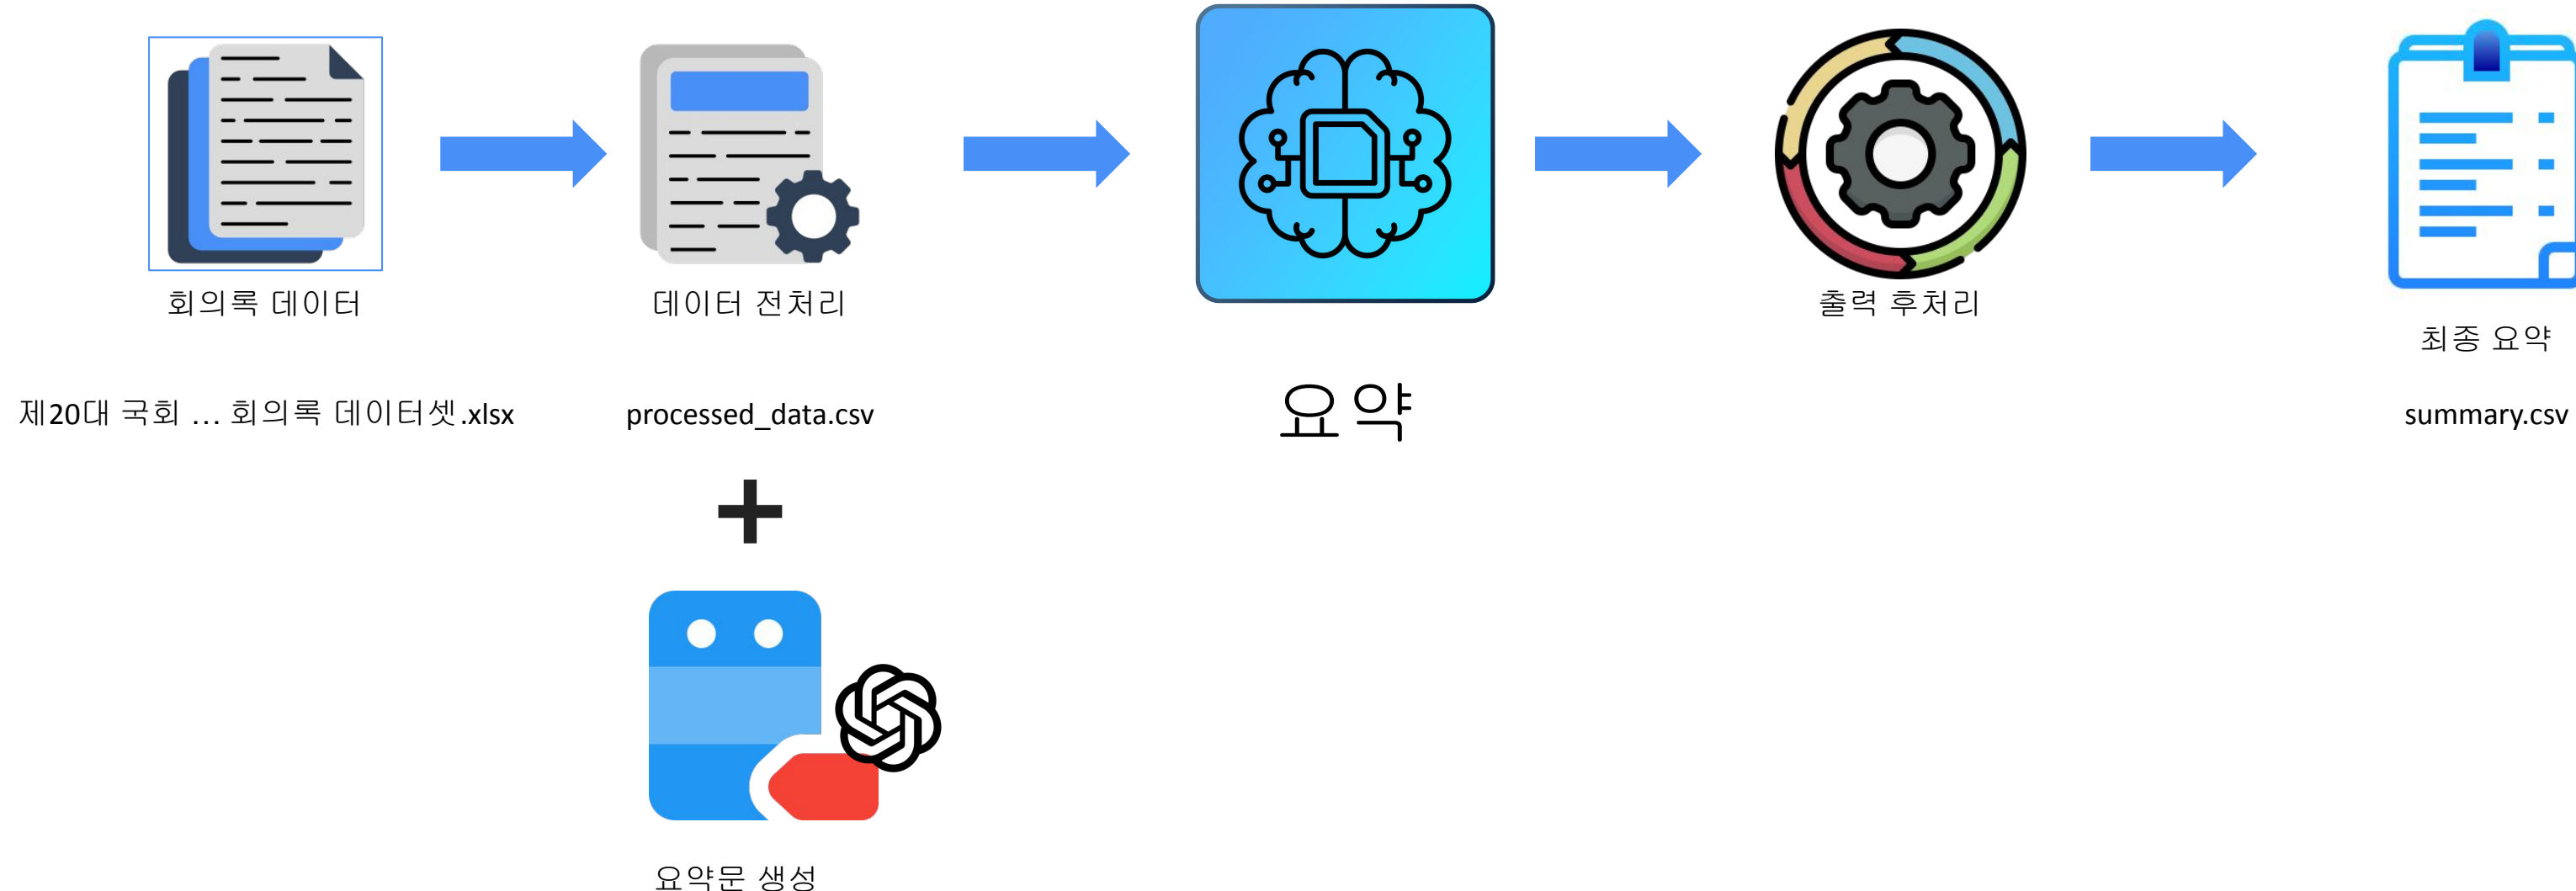 회의록 데이터
데이터 전처리
출력 후처리
최종 요약
제20대 국회 ... 회의록 데이터셋.xlsx
processed_data.csv
요약
summary.csv
+
요약문 생성